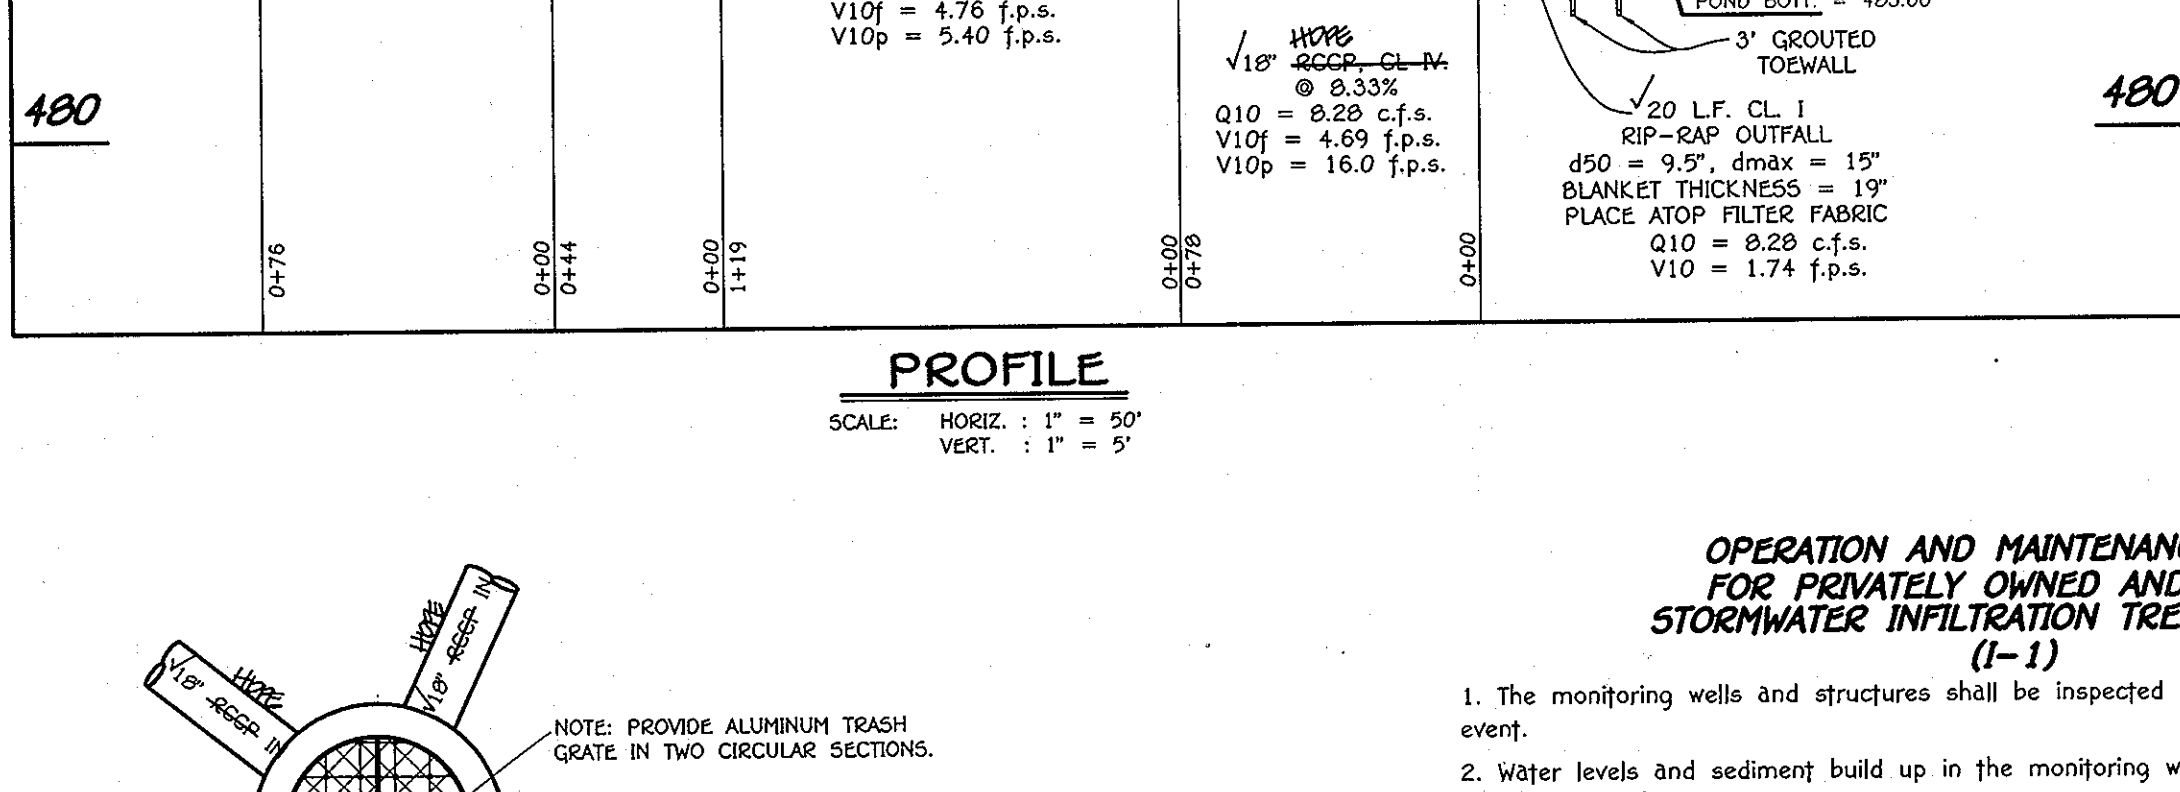 V10f = 4.76 f.p.s.
V10p = 5.40 f.p.s.
480
HDPE
√18" RCCP, CL IV.
@ 8.33%
Q10 = 8.28 c.f.s.
V10f = 4.69 f.p.s.
V10p = 16.0 f.p.s.
POND BOTT. = 485.00
3' GROUTED
TOEWALL
√20 L.F. CL. I
RIP-RAP OUTFALL
d50 = 9.5", dmax = 15"
BLANKET THICKNESS = 19"
PLACE ATOP FILTER FABRIC
Q10 = 8.28 c.f.s.
V10 = 1.74 f.p.s.
480
0+76
0+00
0+44
0+00
1+19
0+00
0+78
0+00
PROFILE
SCALE: HORIZ. : 1" = 50'
VERT. : 1" = 5'
HDPE
√18" RCCP IN
HDPE
√18" RCCP IN
NOTE: PROVIDE ALUMINUM TRASH
GRATE IN TWO CIRCULAR SECTIONS.
OPERATION AND MAINTENAN
FOR PRIVATELY OWNED AND
STORMWATER INFILTRATION TRE
(I-1)
1. The monitoring wells and structures shall be inspected
event.
2. Water levels and sediment build up in the monitoring w